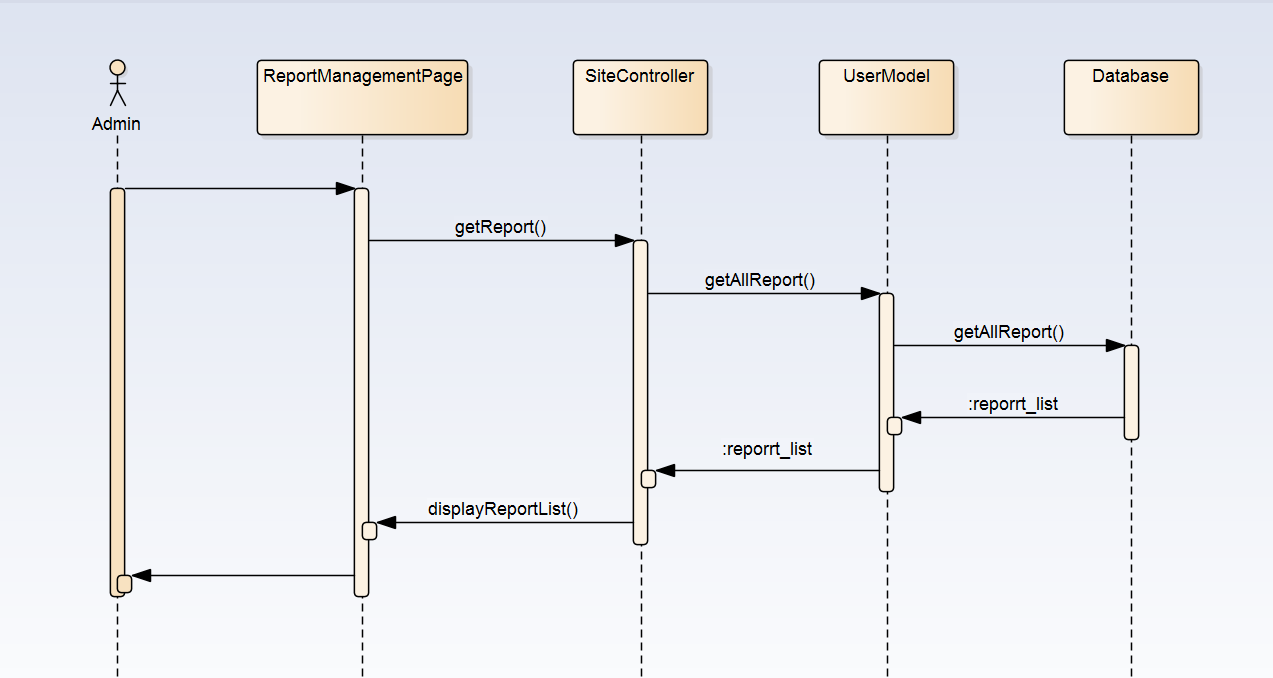 ReportManagementPage
SiteController
UserModel
Database
Admin
getReport()
getAllReport()
getAllReport()
:reporrt_list
:reporrt_list
displayReportList()